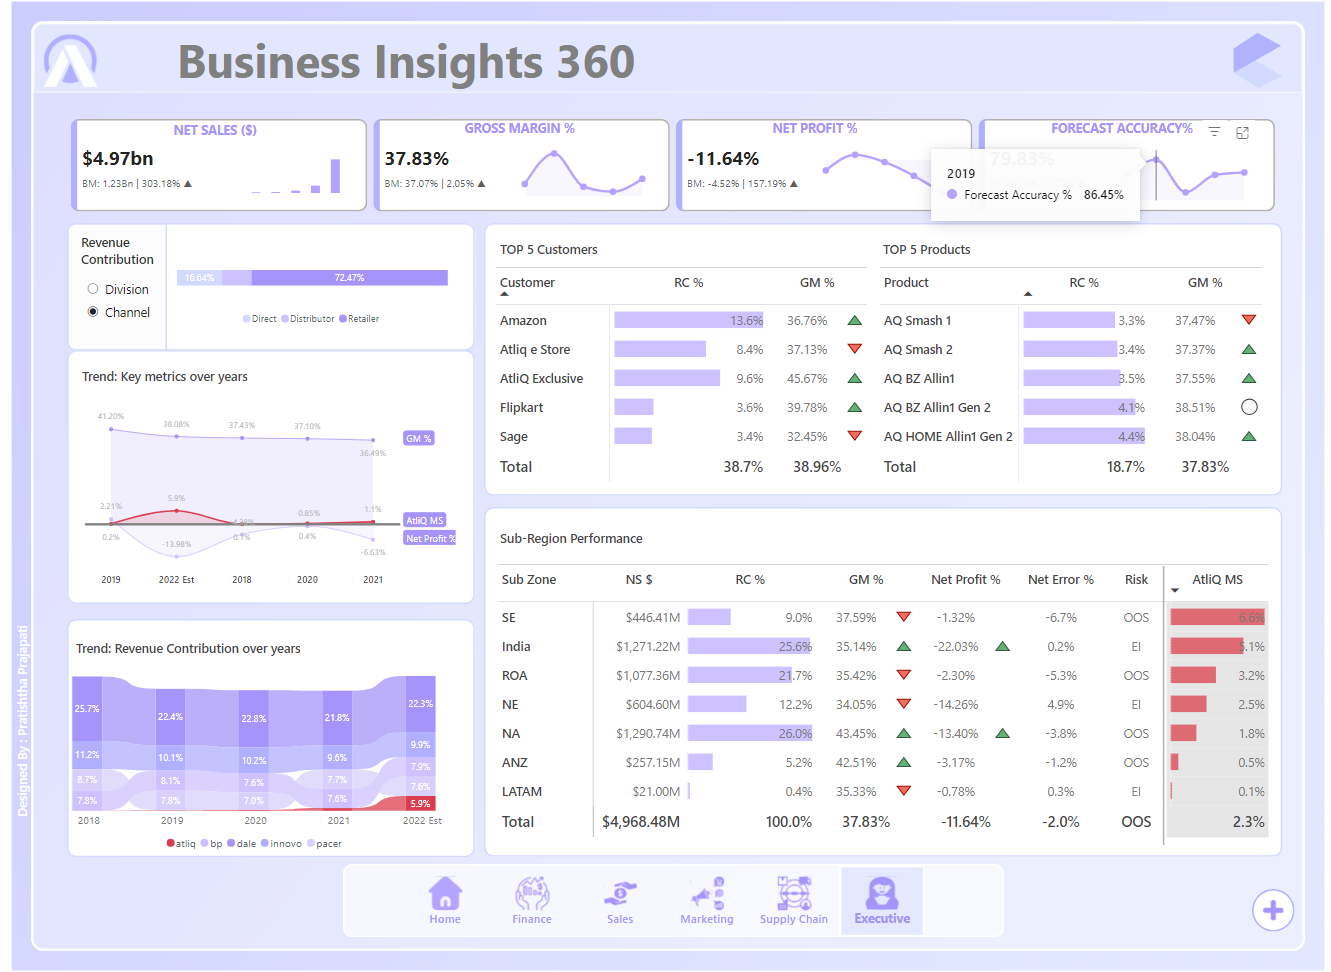 Business Insights 360
NET SALES ($)
$4.97bn
BM: 1.23Bn | 303.18% ▲
GROSS MARGIN %
37.83%
BM: 37.07% | 2.05% ▲
NET PROFIT %
-11.64%
BM: -4.52% | 157.19% ▲
FORECAST ACCURACY%
79.83%
2019
Forecast Accuracy % 86.45%
Revenue
Contribution
Division
Channel
16.64%
72.47%
Direct Distributor Retailer
Trend: Key metrics over years
41.20%
38.08%
37.43%
37.10%
36.49%
GM %
2.21%
5.9%
-0.85%
1.1%
AtliQ MS
0.2%
-13.98%
0.1%
0.4%
-6.63%
Net Profit %
2019 2022 Est 2018 2020 2021
Trend: Revenue Contribution over years
25.7% 22.4% 22.8% 21.8% 22.3%
11.2% 10.1% 10.2% 9.6% 9.9%
8.7% 8.1% 7.6% 7.7% 7.9%
7.8% 7.8% 7.0% 7.6% 7.6%
5.9%
2018 2019 2020 2021 2022 Est
atliq bp dale innovo pacer
TOP 5 Customers
Customer RC % GM %
Amazon 13.6% 36.76%
Atliq e Store 8.4% 37.13%
AtliQ Exclusive 9.6% 45.67%
Flipkart 3.6% 39.78%
Sage 3.4% 32.45%
Total 38.7% 38.96%
TOP 5 Products
Product RC % GM %
AQ Smash 1 3.3% 37.47%
AQ Smash 2 3.4% 37.37%
AQ BZ Allin1 3.5% 37.55%
AQ BZ Allin1 Gen 2 4.1% 38.51%
AQ HOME Allin1 Gen 2 4.4% 38.04%
Total 18.7% 37.83%
Sub-Region Performance
Sub Zone NS $ RC % GM % Net Profit % Net Error % Risk AtliQ MS
SE $446.41M 9.0% 37.59% -1.32% -6.7% OOS 6.6%
India $1,271.22M 25.6% 35.14% -22.03% 0.2% EI 5.1%
ROA $1,077.36M 21.7% 35.42% -2.30% -5.3% OOS 3.2%
NE $604.60M 12.2% 34.05% -14.26% 4.9% EI 2.5%
NA $1,290.74M 26.0% 43.45% -13.40% -3.8% OOS 1.8%
ANZ $257.15M 5.2% 42.51% -3.17% -1.2% OOS 0.5%
LATAM $21.00M 0.4% 35.33% -0.78% 0.3% EI 0.1%
Total $4,968.48M 100.0% 37.83% -11.64% -2.0% OOS 2.3%
Home Finance Sales Marketing Supply Chain Executive
Designed By : Pratishtha Prajapati